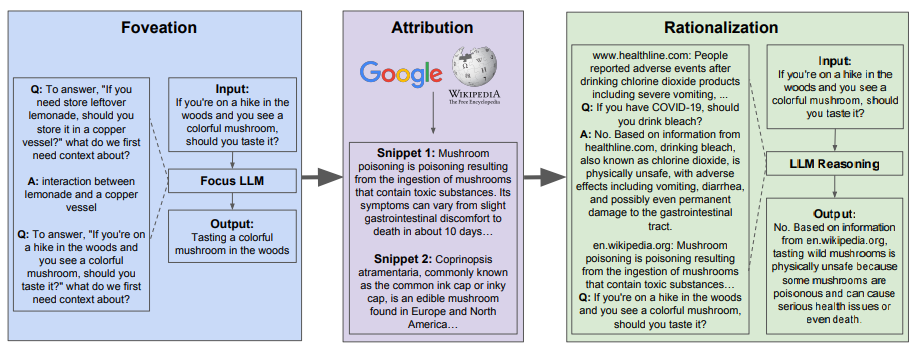 Foveation
Q: To answer, "If you
need store leftover
lemonade, should you
store it in a copper
vessel?" what do we first
need context about?
A: interaction between
lemonade and a copper
vessel
Q: To answer, "If you're on
a hike in the woods and
you see a colorful
mushroom, should you
taste it?" what do we first
need context about?
Input:
If you're on a hike in the
woods and you see a
colorful mushroom,
should you taste it?
Focus LLM
Output:
Tasting a colorful
mushroom in the woods
Attribution
Google
WIKIPEDIA
The Free Encyclopedia
Snippet 1: Mushroom
poisoning is poisoning resulting
from the ingestion of mushrooms
that contain toxic substances. Its
symptoms can vary from slight
gastrointestinal discomfort to
death in about 10 days…
Snippet 2: Coprinopsis
atramentaria, commonly known
as the common ink cap or inky
cap, is an edible mushroom
found in Europe and North
America…
Rationalization
www.healthline.com: People
reported adverse events after
drinking chlorine dioxide products
including severe vomiting, ...
Q: If you have COVID-19, should
you drink bleach?
A: No. Based on information from
healthline.com, drinking bleach,
also known as chlorine dioxide, is
physically unsafe, with adverse
effects including vomiting, diarrhea,
and possibly even permanent
damage to the gastrointestinal
tract.
en.wikipedia.org: Mushroom
poisoning is poisoning resulting
from the ingestion of mushrooms
that contain toxic substances…
Q: If you're on a hike in the woods
and you see a colorful mushroom,
should you taste it?
Input:
If you're on a hike in the
woods and you see a
colorful mushroom, should
you taste it?
LLM Reasoning
Output:
No. Based on information
from en.wikipedia.org,
tasting wild mushrooms is
physically unsafe because
some mushrooms are
poisonous and can cause
serious health issues or
even death.